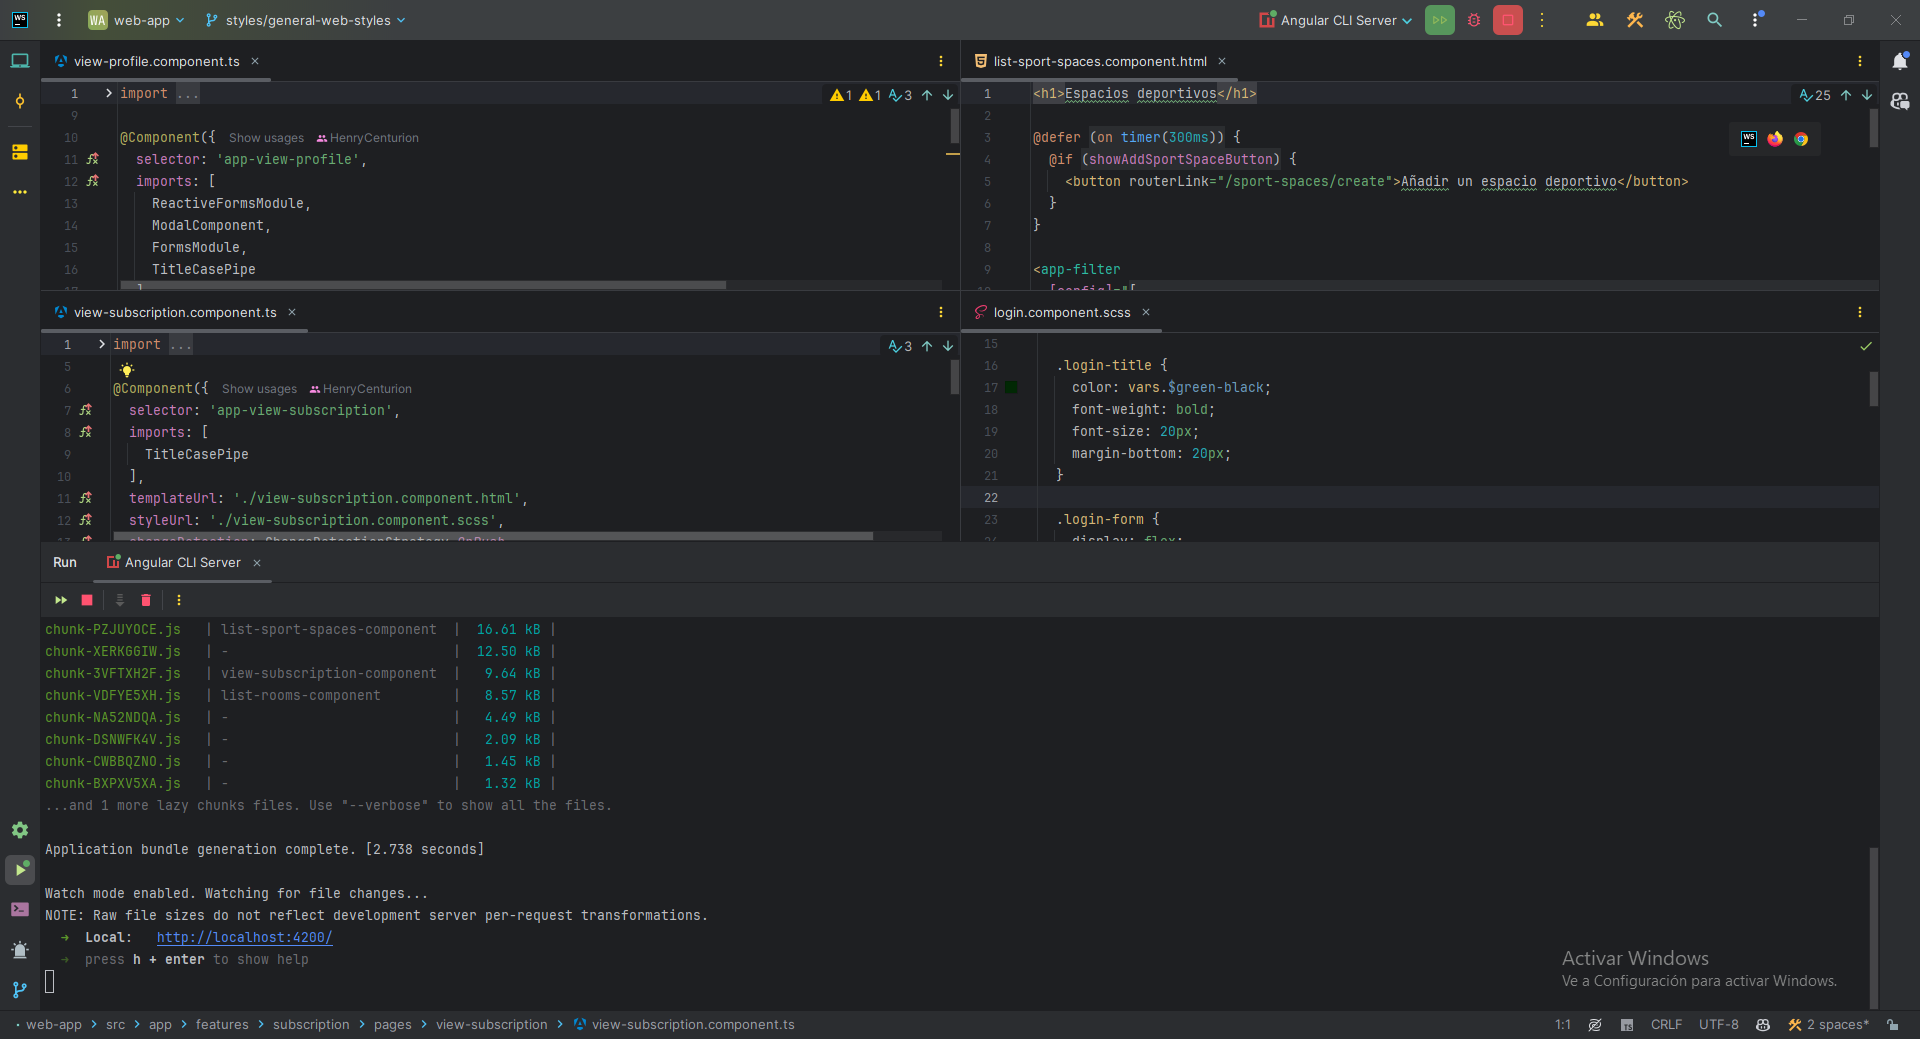 WS
WA web-app
styles/general-web-styles
Angular CLI Server
view-profile.component.ts
1 import ...
1 1 3
9
10 @Component({ Show usages HenryCenturion
11 selector: 'app-view-profile',
12 imports: [
13 ReactiveFormsModule,
14 ModalComponent,
15 FormsModule,
16 TitleCasePipe
list-sport-spaces.component.html
1 <h1>Espacios deportivos</h1>
25
2
3 @defer (on timer(300ms)) {
WS
4 @if (showAddSportSpaceButton) {
5 <button routerLink="/sport-spaces/create">Añadir un espacio deportivo</button>
6 }
7 }
8
9 <app-filter
10 [config]="{
view-subscription.component.ts
1 import ...
3
5
6 @Component({ Show usages HenryCenturion
7 selector: 'app-view-subscription',
8 imports: [
9 TitleCasePipe
10 ],
11 templateUrl: './view-subscription.component.html',
12 styleUrl: './view-subscription.component.scss',
13 changeDetection: ChangeDetectionStrategy.OnPush
login.component.scss
15
16 .login-title {
17 color: vars.$green-black;
18 font-weight: bold;
19 font-size: 20px;
20 margin-bottom: 20px;
21 }
22
23 .login-form {
24 display: flex;
Run Angular CLI Server
chunk-PZJUYOCE.js | list-sport-spaces-component | 16.61 kB |
chunk-XERKGGIW.js | - | 12.50 kB |
chunk-3VFTXH2F.js | view-subscription-component | 9.64 kB |
chunk-VDFYE5XH.js | list-rooms-component | 8.57 kB |
chunk-NA52NDQA.js | - | 4.49 kB |
chunk-DSNWFK4V.js | - | 2.09 kB |
chunk-CWBBQZNO.js | - | 1.45 kB |
chunk-BXPXV5XA.js | - | 1.32 kB |
...and 1 more lazy chunks files. Use "--verbose" to show all the files.
Application bundle generation complete. [2.738 seconds]
Watch mode enabled. Watching for file changes...
NOTE: Raw file sizes do not reflect development server per-request transformations.
➜ Local: http://localhost:4200/
➜ press h + enter to show help
Activar Windows
Ve a Configuración para activar Windows.
web-app > src > app > features > subscription > pages > view-subscription > view-subscription.component.ts
1:1 CRLF UTF-8 2 spaces*